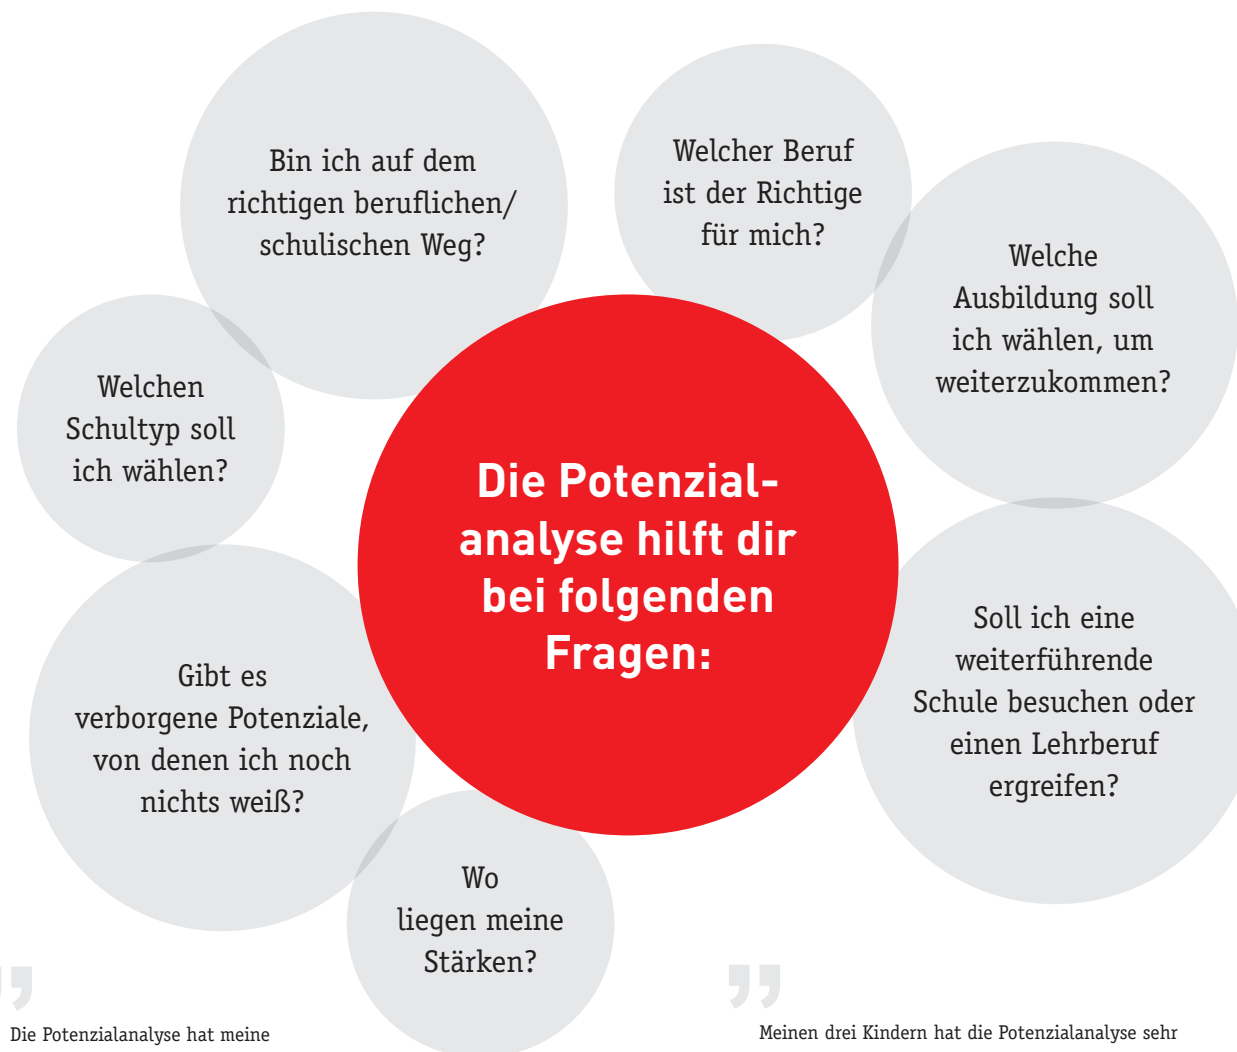 Bin ich auf dem
richtigen beruflichen/
schulischen Weg?
Welcher Beruf
ist der Richtige
für mich?
Welche
Ausbildung soll
ich wählen, um
weiterzukommen?
Welchen
Schultyp soll
ich wählen?
Die Potenzial-
analyse hilft dir
bei folgenden
Fragen:
Soll ich eine
weiterführende
Schule besuchen oder
einen Lehrberuf
ergreifen?
Gibt es
verborgene Potenziale,
von denen ich noch
nichts weiß?
Wo
liegen meine
Stärken?
”
Die Potenzialanalyse hat meine
”
Meinen drei Kindern hat die Potenzialanalyse sehr